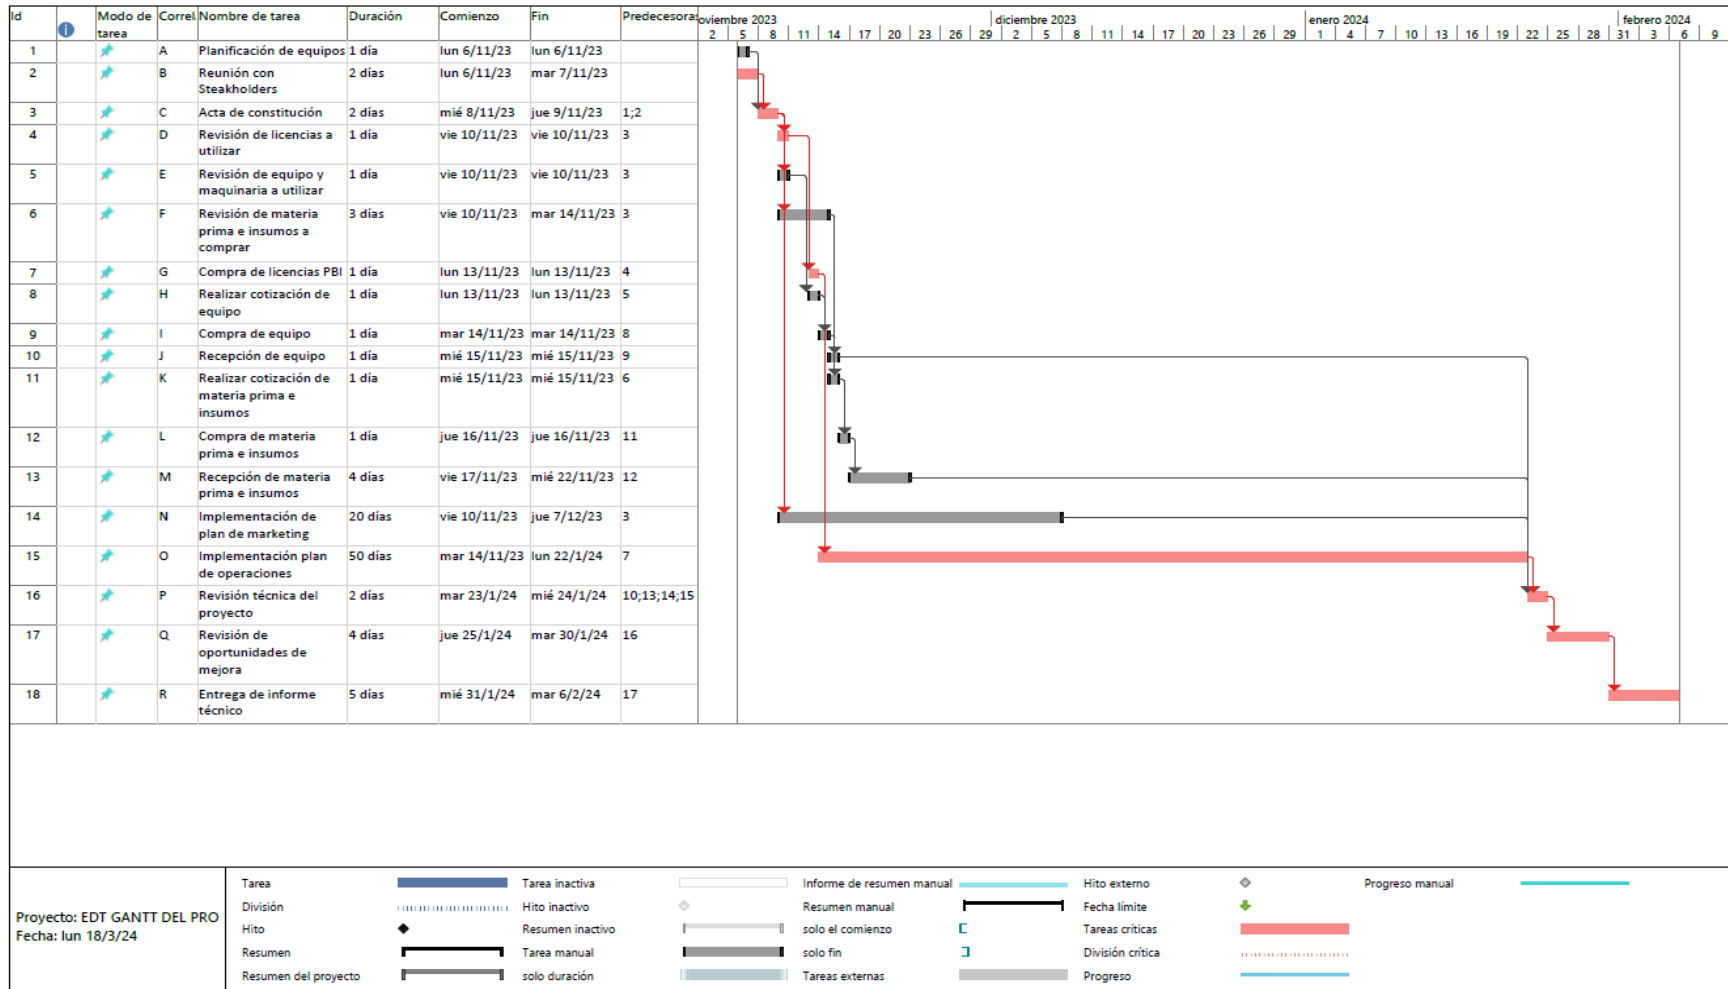 Id Modo de tarea Correl Nombre de tarea Duración Comienzo Fin Predecesoras
oviembre 2023 diciembre 2023 enero 2024 febrero 2024
2 5 8 11 14 17 20 23 26 29 2 5 8 11 14 17 20 23 26 29 1 4 7 10 13 16 19 22 25 28 31 3 6 9
1 A Planificación de equipos 1 día lun 6/11/23 lun 6/11/23
2 B Reunión con 2 días lun 6/11/23 mar 7/11/23
Steakholders
3 C Acta de constitución 2 días mié 8/11/23 jue 9/11/23 1;2
4 D Revisión de licencias a 1 día vie 10/11/23 vie 10/11/23 3
utilizar
5 E Revisión de equipo y 1 día vie 10/11/23 vie 10/11/23 3
maquinaria a utilizar
6 F Revisión de materia 3 días vie 10/11/23 mar 14/11/23 3
prima e insumos a
comprar
7 G Compra de licencias PBI 1 día lun 13/11/23 lun 13/11/23 4
8 H Realizar cotización de 1 día lun 13/11/23 lun 13/11/23 5
equipo
9 I Compra de equipo 1 día mar 14/11/23 mar 14/11/23 8
10 J Recepción de equipo 1 día mié 15/11/23 mié 15/11/23 9
11 K Realizar cotización de 1 día mié 15/11/23 mié 15/11/23 6
materia prima e
insumos
12 L Compra de materia 1 día jue 16/11/23 jue 16/11/23 11
prima e insumos
13 M Recepción de materia 4 días vie 17/11/23 mié 22/11/23 12
prima e insumos
14 N Implementación de 20 días vie 10/11/23 jue 7/12/23 3
plan de marketing
15 O Implementación plan 50 días mar 14/11/23 lun 22/1/24 7
de operaciones
16 P Revisión técnica del 2 días mar 23/1/24 mié 24/1/24 10;13;14;15
proyecto
17 Q Revisión de 4 días jue 25/1/24 mar 30/1/24 16
oportunidades de
mejora
18 R Entrega de informe 5 días mié 31/1/24 mar 6/2/24 17
técnico
Proyecto: EDT GANTT DEL PRO
Fecha: lun 18/3/24
Tarea Tarea inactiva Informe de resumen manual Hito externo Progreso manual
División Hito inactivo Resumen manual Fecha límite
Hito Resumen inactivo solo el comienzo Tareas críticas
Resumen Tarea manual solo fin División crítica
Resumen del proyecto solo duración Tareas externas Progreso